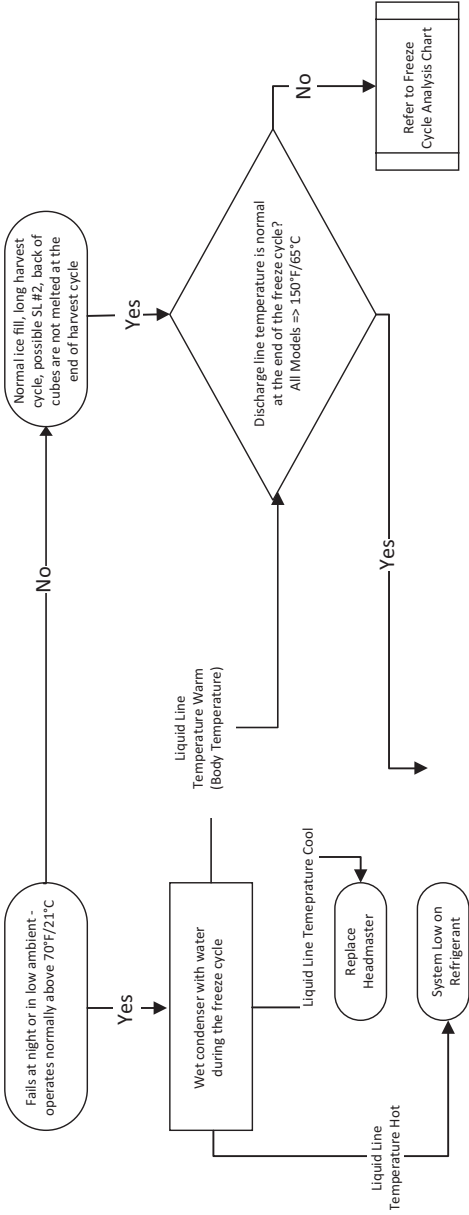 Fails at night or in low ambient -
operates normally above 70°F/21°C
No
Normal ice fill, long harvest
cycle, possible SL #2, back of
cubes are not melted at the
end of harvest cycle
Yes
Yes
Wet condenser with water
during the freeze cycle
Liquid Line
Temperature Warm
(Body Temperature)
Discharge line temperature is normal
at the end of the freeze cycle?
All Models => 150°F/65°C
No
Refer to Freeze
Cycle Analysis Chart
Liquid Line Temeprature Cool
Replace
Headmaster
Yes
Liquid Line
Temperature Hot
System Low on
Refrigerant